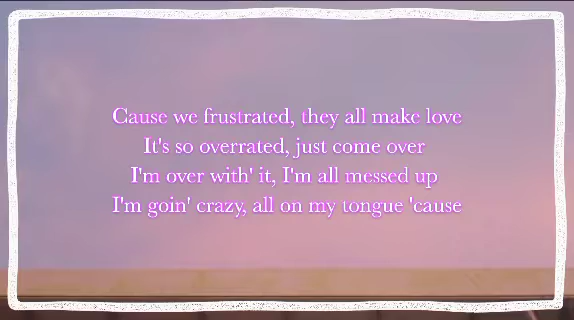 Cause we frustrated, they all make love
It's so overrated, just come over
I'm over with' it, I'm all messed up
I'm goin' crazy, all on my tongue 'cause